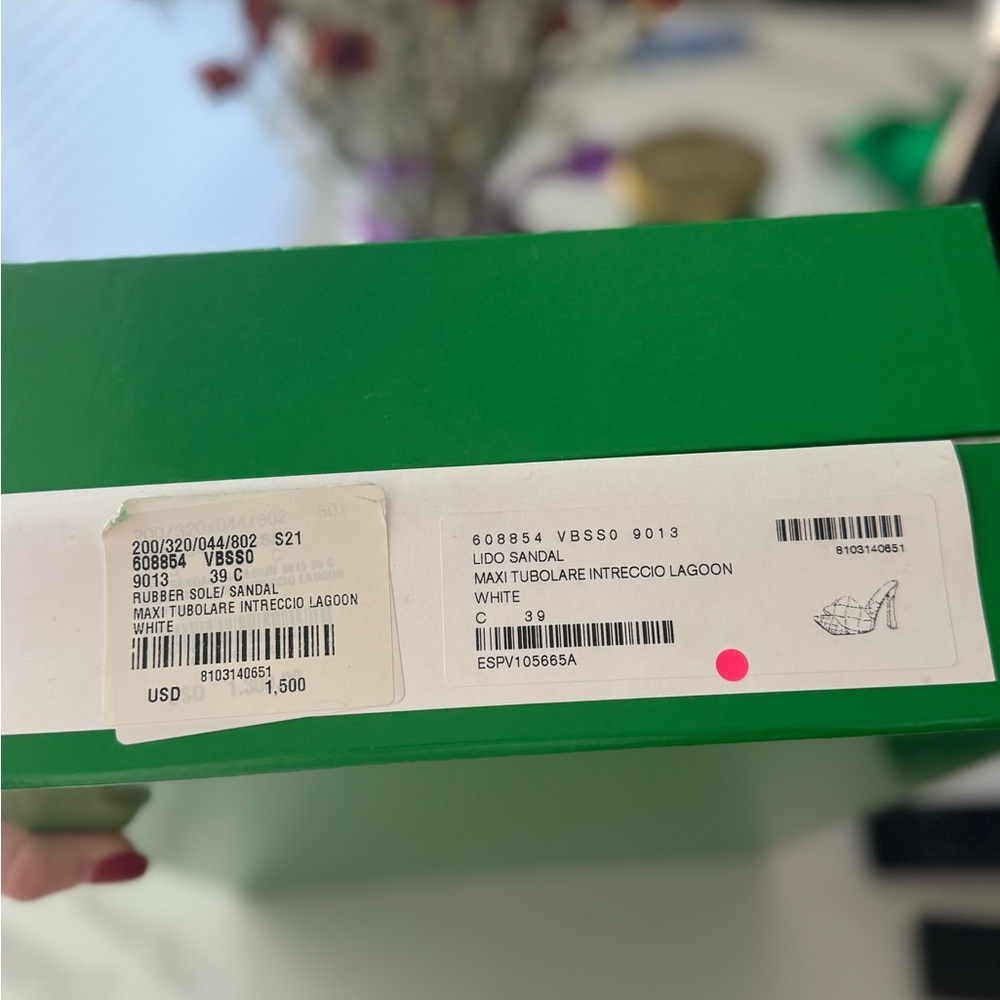 200/320/044/802 S21
608854 VBSS0
9013 39 C
RUBBER SOLE/ SANDAL
MAXI TUBOLARE INTRECCIO LAGOON
WHITE
8103140651
USD 1,500
608854 VBSS0 9013
LIDO SANDAL
MAXI TUBOLARE INTRECCIO LAGOON
WHITE
C 39
ESPV105665A
8103140651